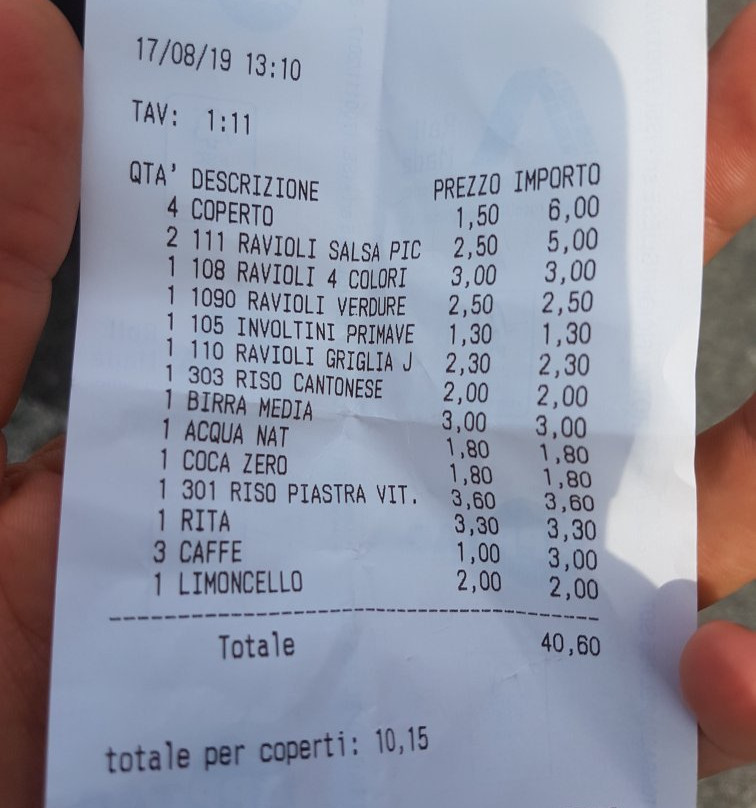 17/08/19 13:10
TAV: 1:11
QTA' DESCRIZIONE PREZZO IMPORTO
4 COPERTO 1,50 6,00
2 111 RAVIOLI SALSA PIC 2,50 5,00
1 108 RAVIOLI 4 COLORI 3,00 3,00
1 1090 RAVIOLI VERDURE 2,50 2,50
1 105 INVOLTINI PRIMAVE 1,30 1,30
1 110 RAVIOLI GRIGLIA J 2,30 2,30
1 303 RISO CANTONESE 2,00 2,00
1 BIRRA MEDIA 3,00 3,00
1 ACQUA NAT 1,80 1,80
1 COCA ZERO 1,80 1,80
1 301 RISO PIASTRA VIT. 3,60 3,60
1 RITA 3,30 3,30
3 CAFFE 1,00 3,00
1 LIMONCELLO 2,00 2,00
Totale 40,60
totale per coperti: 10,15